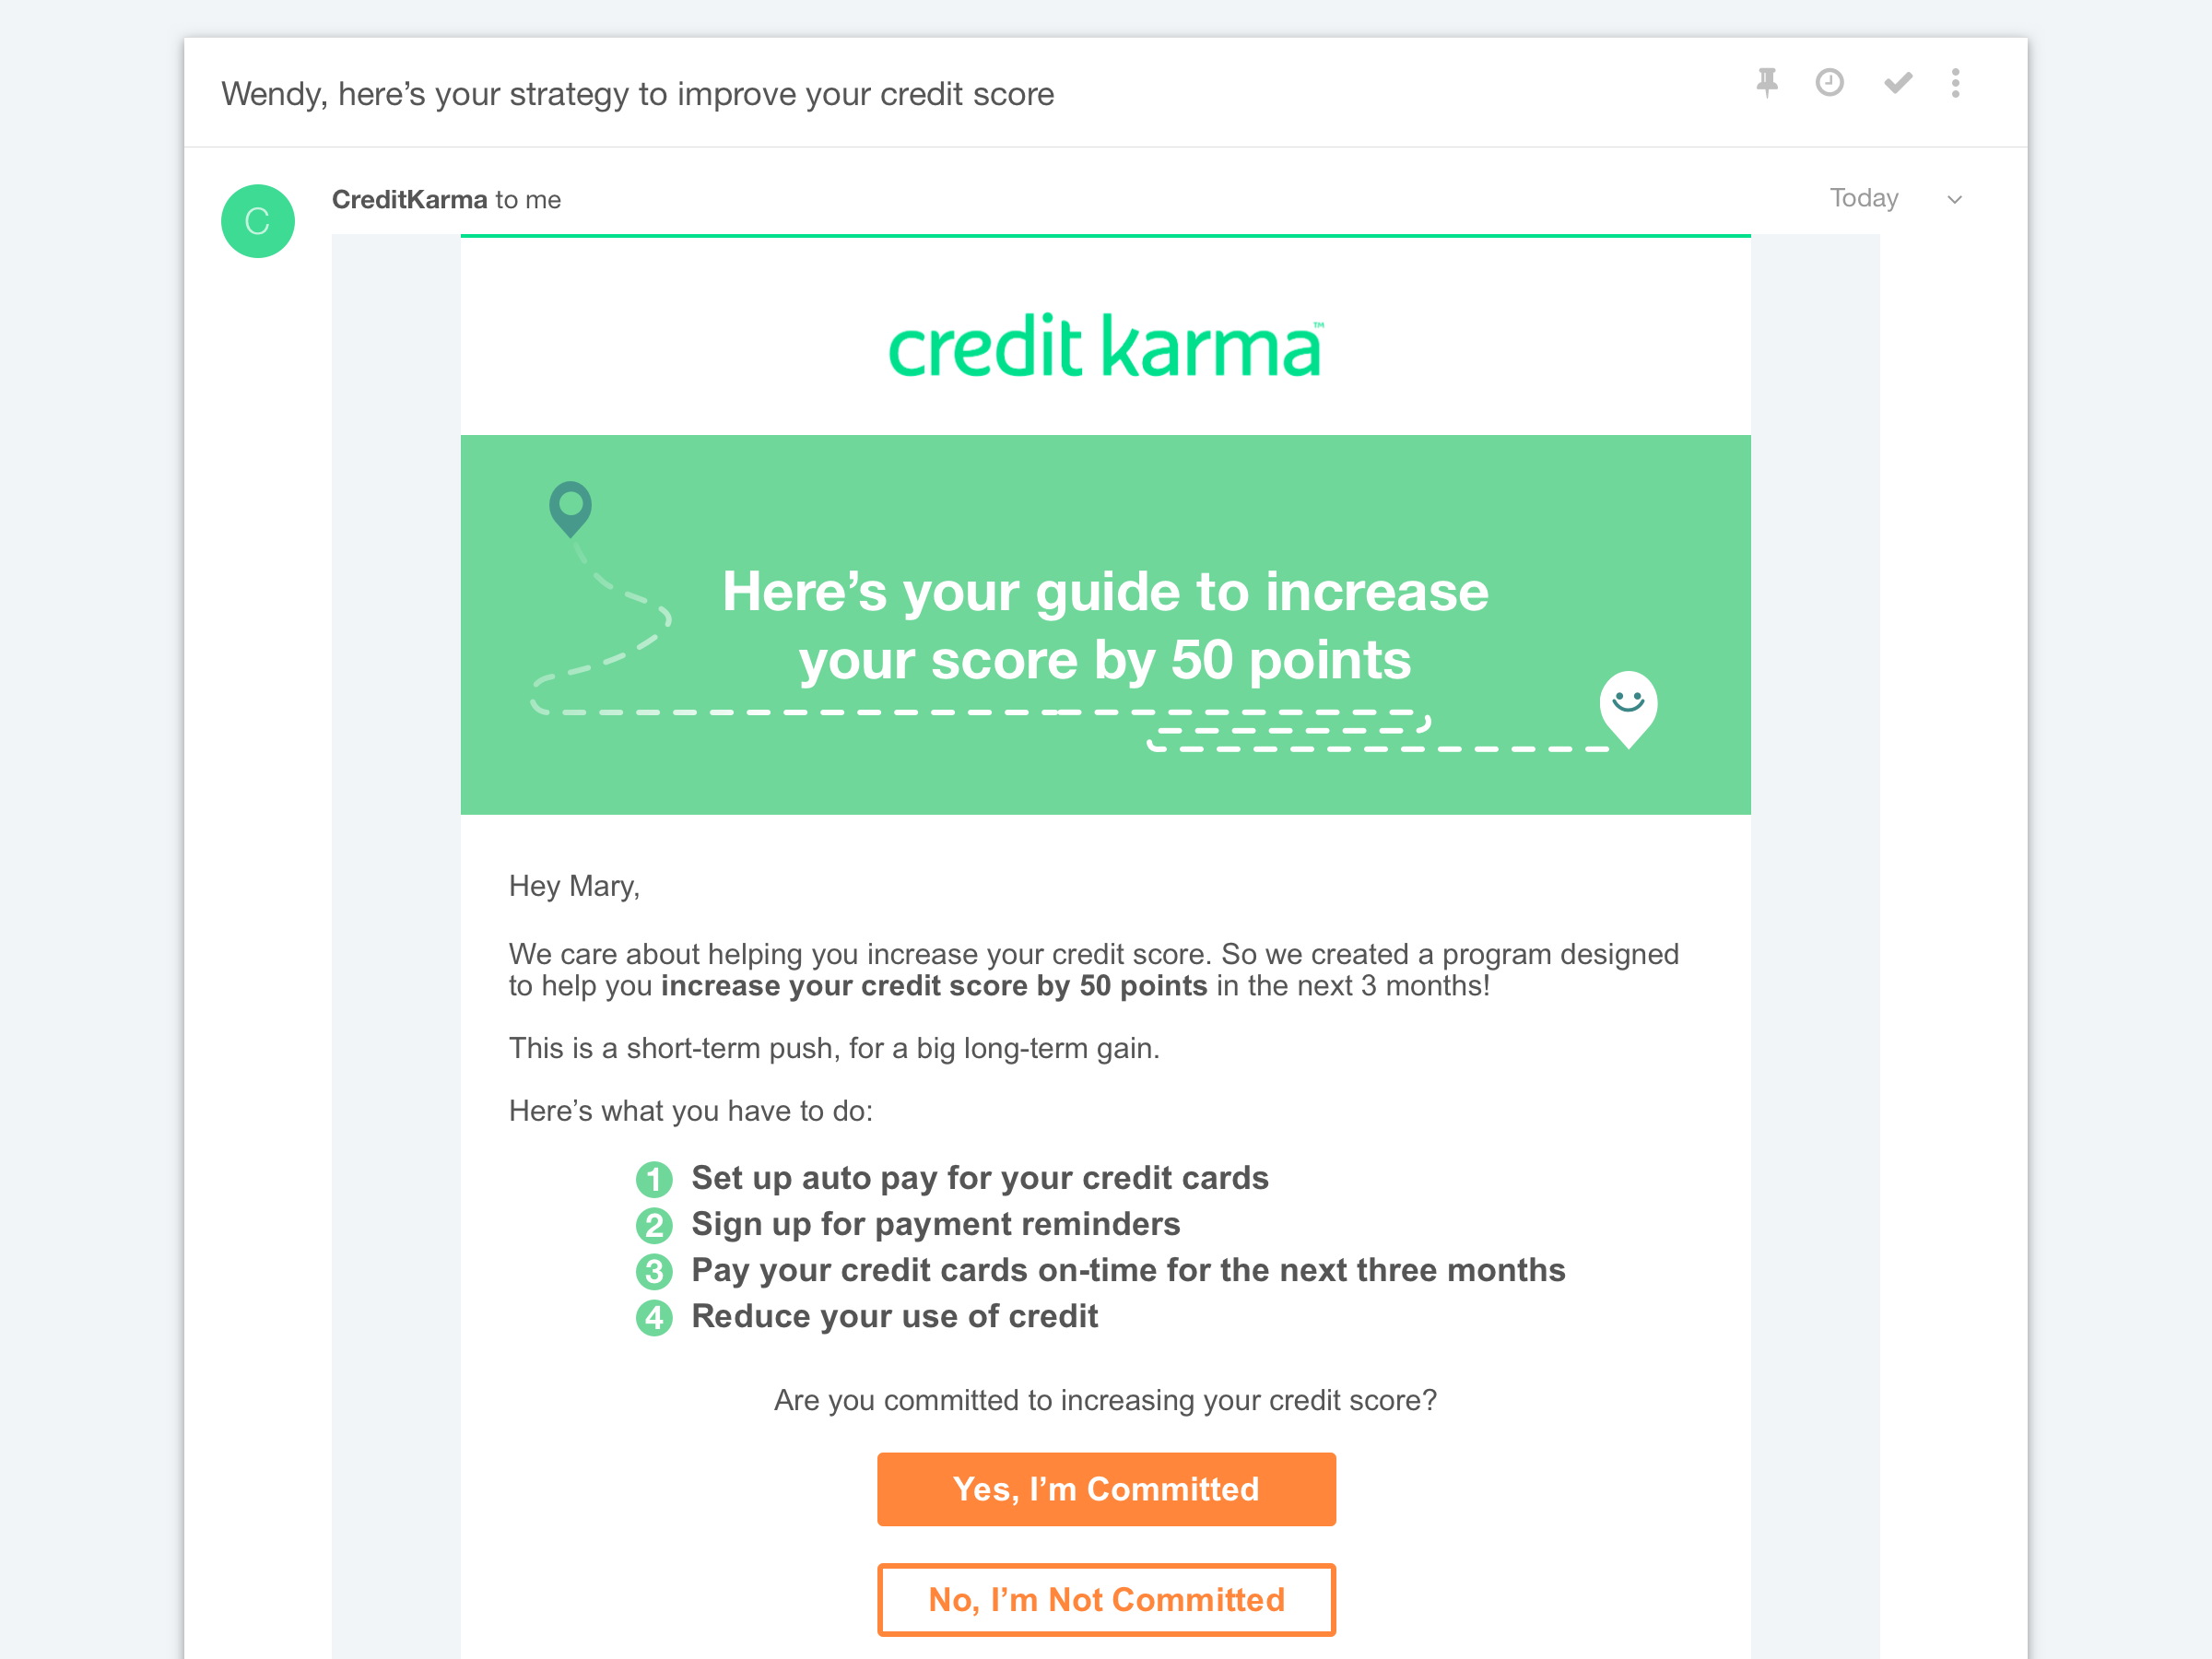 Wendy, here’s your strategy to improve your credit score
C
CreditKarma to me
Today
credit karma™
Here’s your guide to increase
your score by 50 points
Hey Mary,
We care about helping you increase your credit score. So we created a program designed
to help you increase your credit score by 50 points in the next 3 months!
This is a short-term push, for a big long-term gain.
Here’s what you have to do:
1 Set up auto pay for your credit cards
2 Sign up for payment reminders
3 Pay your credit cards on-time for the next three months
4 Reduce your use of credit
Are you committed to increasing your credit score?
Yes, I’m Committed
No, I’m Not Committed